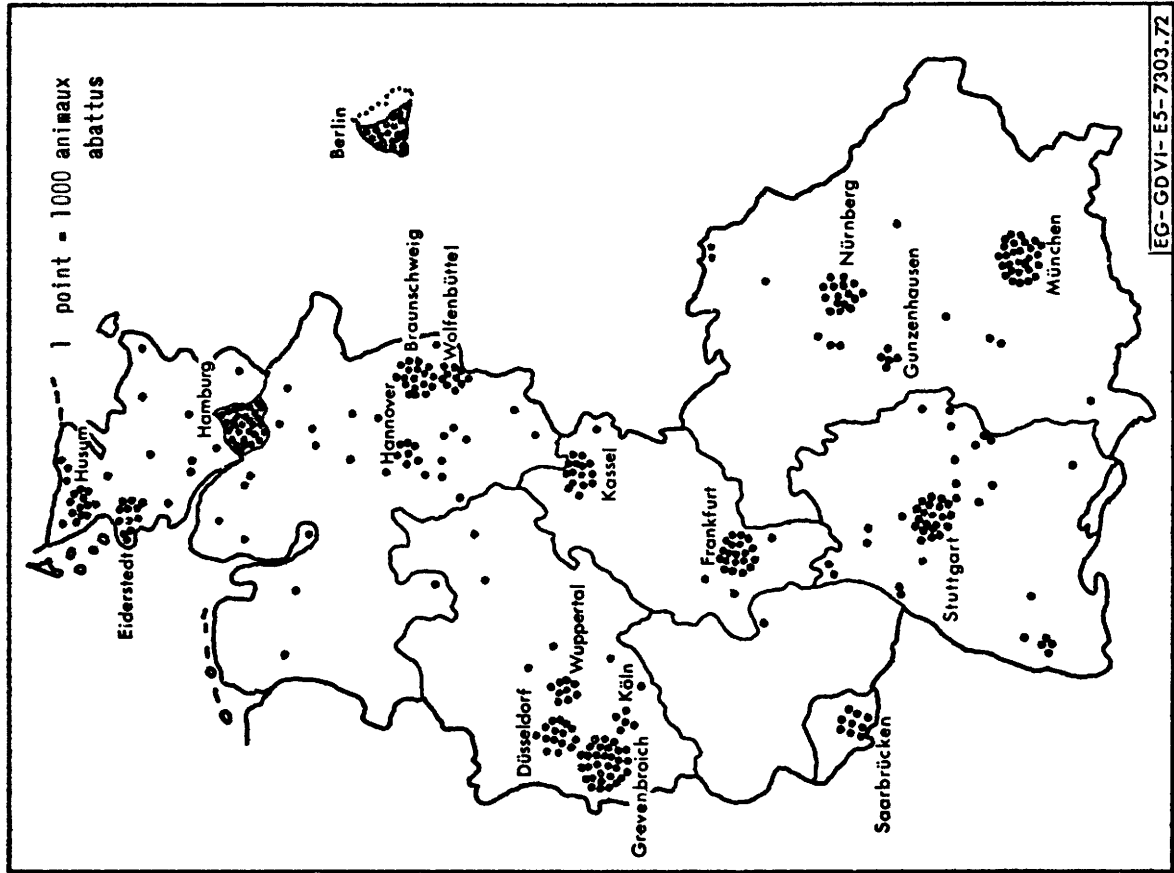 1 point = 1000 animaux
abattus
Husum
Eiderstedt
Hamburg
Berlin
Hannover
Braunschweig
Wolfenbüttel
Kassel
Düsseldorf
Wuppertal
Köln
Grevenbroich
Frankfurt
Saarbrücken
Stuttgart
Nürnberg
Gunzenhausen
München
EG-GD VI-E5-7303.72